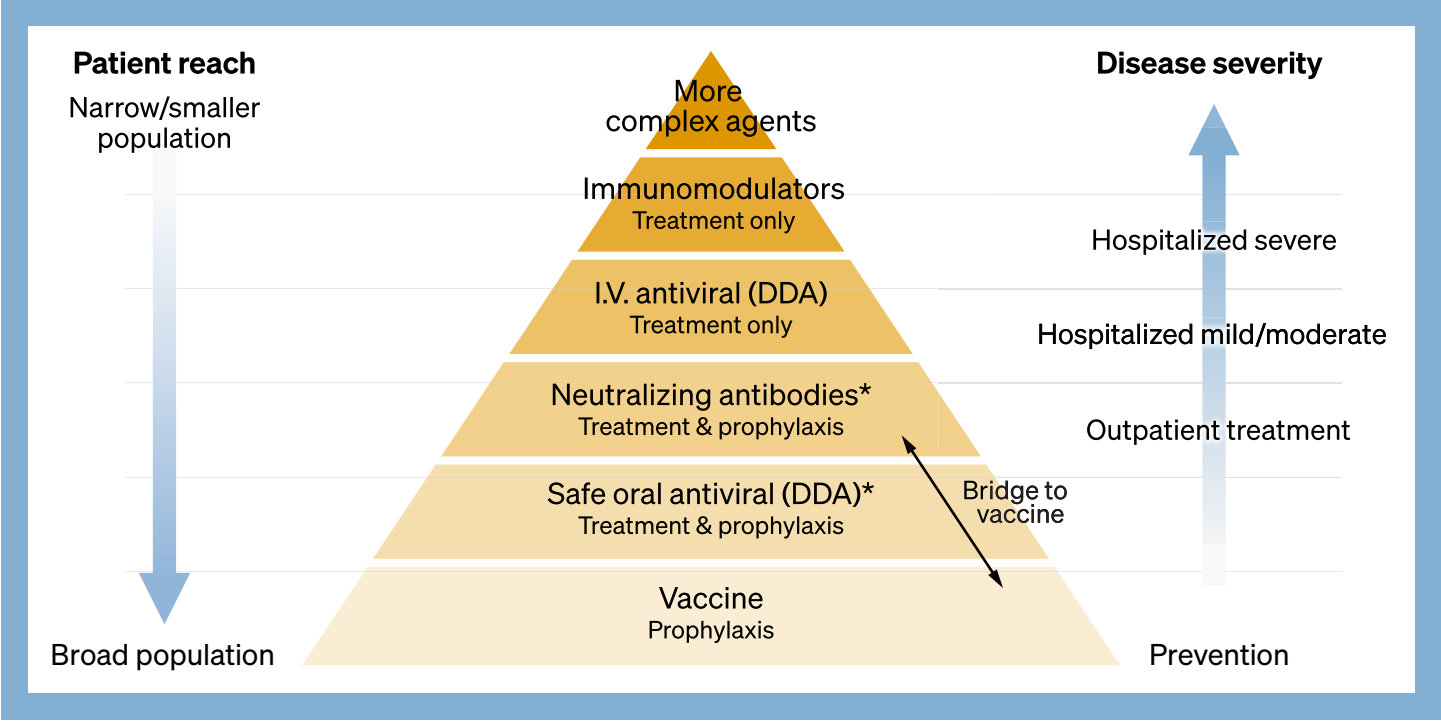 Patient reach
Narrow/smaller
population
Broad population
More
complex agents
Immunomodulators
Treatment only
I.V. antiviral (DDA)
Treatment only
Neutralizing antibodies*
Treatment & prophylaxis
Safe oral antiviral (DDA)*
Treatment & prophylaxis
Vaccine
Prophylaxis
Bridge to
vaccine
Disease severity
Hospitalized severe
Hospitalized mild/moderate
Outpatient treatment
Prevention